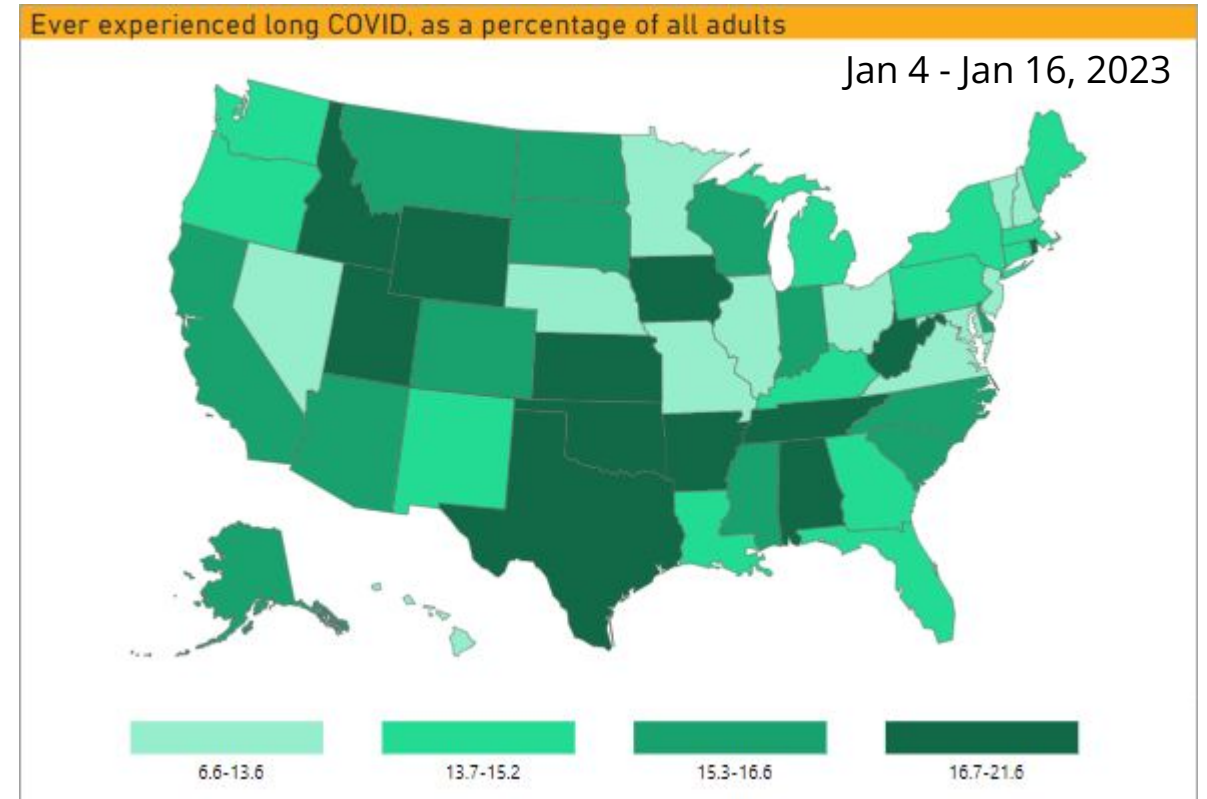 Ever experienced long COVID, as a percentage of all adults
Jan 4 - Jan 16, 2023
6.6-13.6
13.7-15.2
15.3-16.6
16.7-21.6